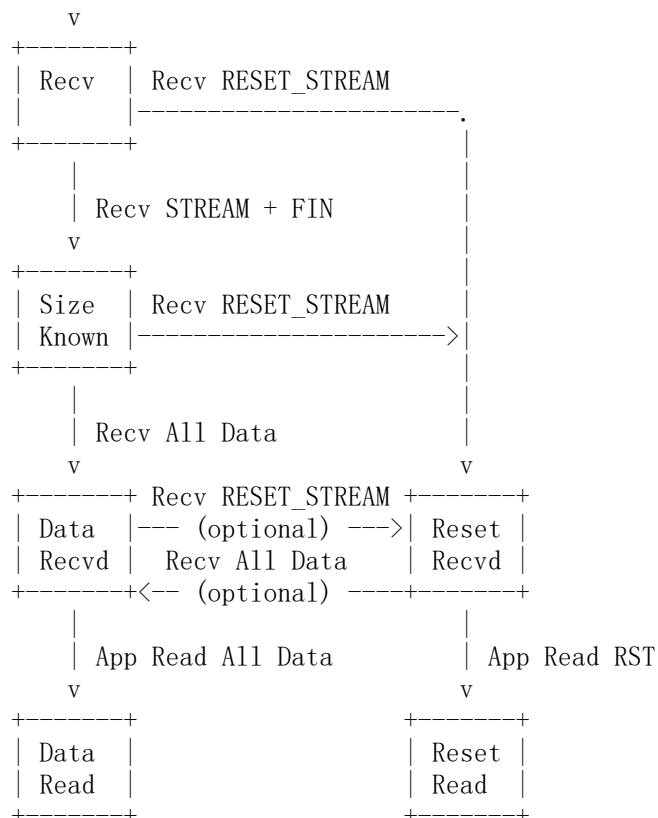 v
Recv Recv RESET_STREAM
Recv STREAM + FIN
v
Size Recv RESET_STREAM
Known
Recv All Data
v v
Recv RESET_STREAM
Data (optional) Reset
Recvd Recv All Data Recvd
(optional)
App Read All Data App Read RST
v v
Data Reset
Read Read